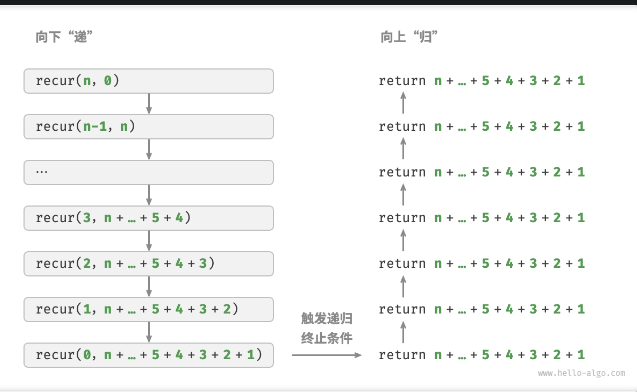 向下“递”
向上“归”
recur(n, 0)
return n + … + 5 + 4 + 3 + 2 + 1
recur(n-1, n)
return n + … + 5 + 4 + 3 + 2 + 1
…
return n + … + 5 + 4 + 3 + 2 + 1
recur(3, n + … + 5 + 4)
return n + … + 5 + 4 + 3 + 2 + 1
recur(2, n + … + 5 + 4 + 3)
return n + … + 5 + 4 + 3 + 2 + 1
recur(1, n + … + 5 + 4 + 3 + 2)
return n + … + 5 + 4 + 3 + 2 + 1
触发递归
终止条件
recur(0, n + … + 5 + 4 + 3 + 2 + 1)
return n + … + 5 + 4 + 3 + 2 + 1
www.hello-algo.com